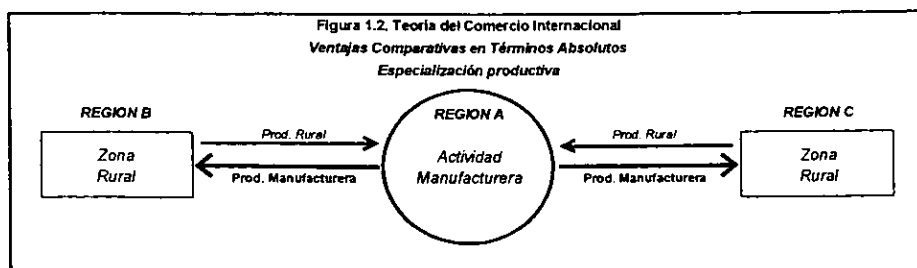 Figura 1.2. Teoría del Comercio Internacional
Ventajas Comparativas en Términos Absolutos
Especialización productiva
REGION B
REGION A
REGION C
Zona
Rural
Prod. Rural
Prod. Manufacturera
Actividad
Manufacturera
Prod. Rural
Prod. Manufacturera
Zona
Rural